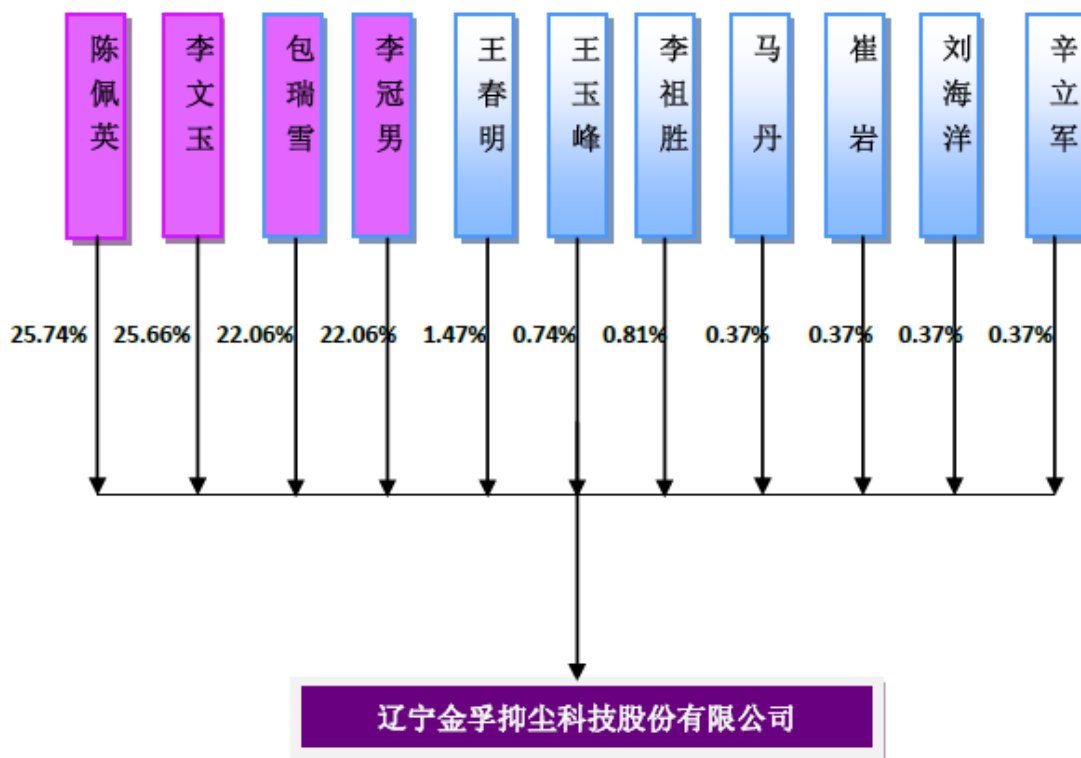 陈佩英
李文玉
包瑞雪
李冠男
王春明
王玉峰
李祖胜
马丹
崔岩
刘海洋
辛立军
25.74%
25.66%
22.06%
22.06%
1.47%
0.74%
0.81%
0.37%
0.37%
0.37%
0.37%
辽宁金孚抑尘科技股份有限公司